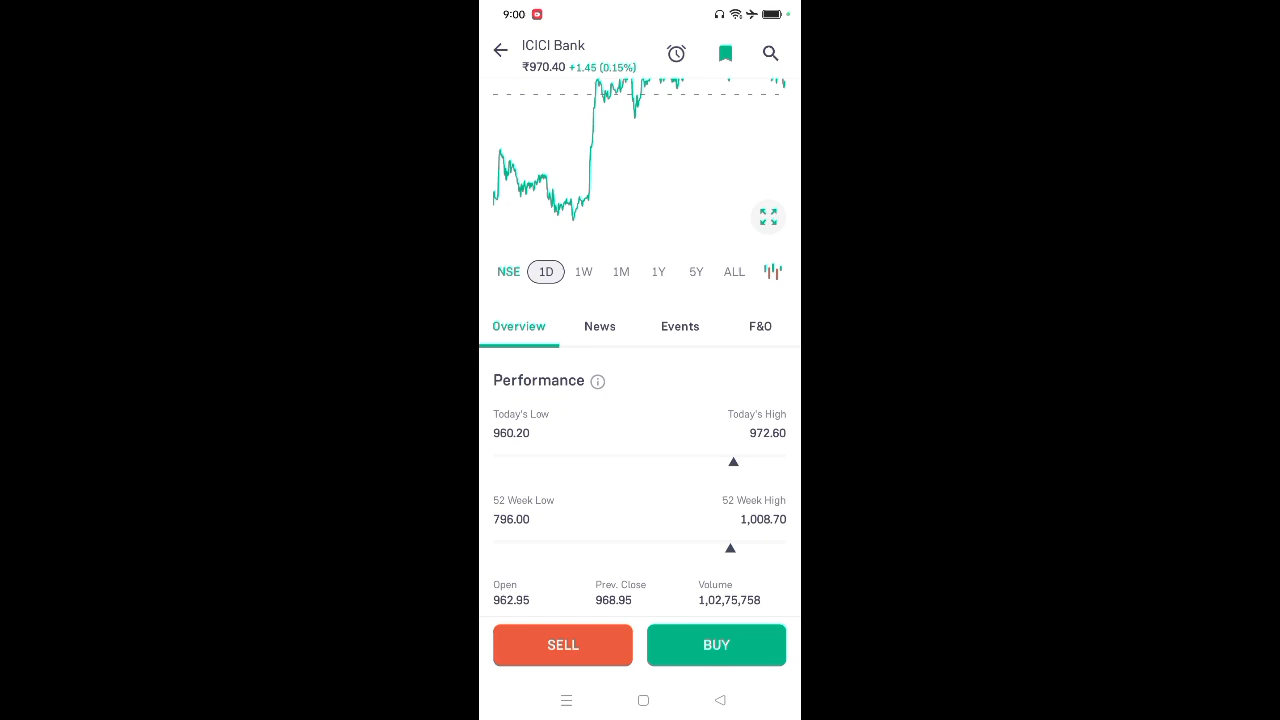 9:00
ICICI Bank
₹970.40 +1.45 (0.15%)
NSE 1D 1W 1M 1Y 5Y ALL
Overview News Events F&O
Performance
Today's Low Today's High
960.20 972.60
52 Week Low 52 Week High
796.00 1,008.70
Open Prev. Close Volume
962.95 968.95 1,02,75,758
SELL BUY